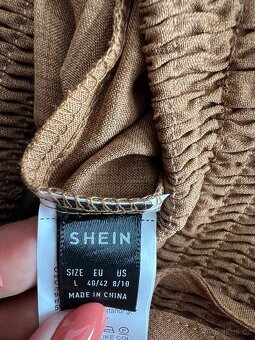 SHEIN
SIZE EU US
L 40/42 8/10
MADE IN CHINA